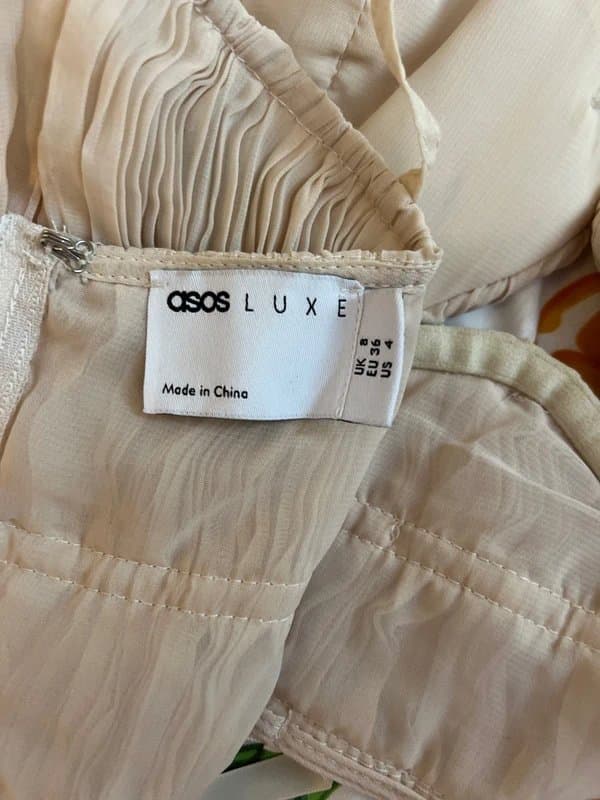 asos LUXE
Made in China
UK 8
EU 36
US 4